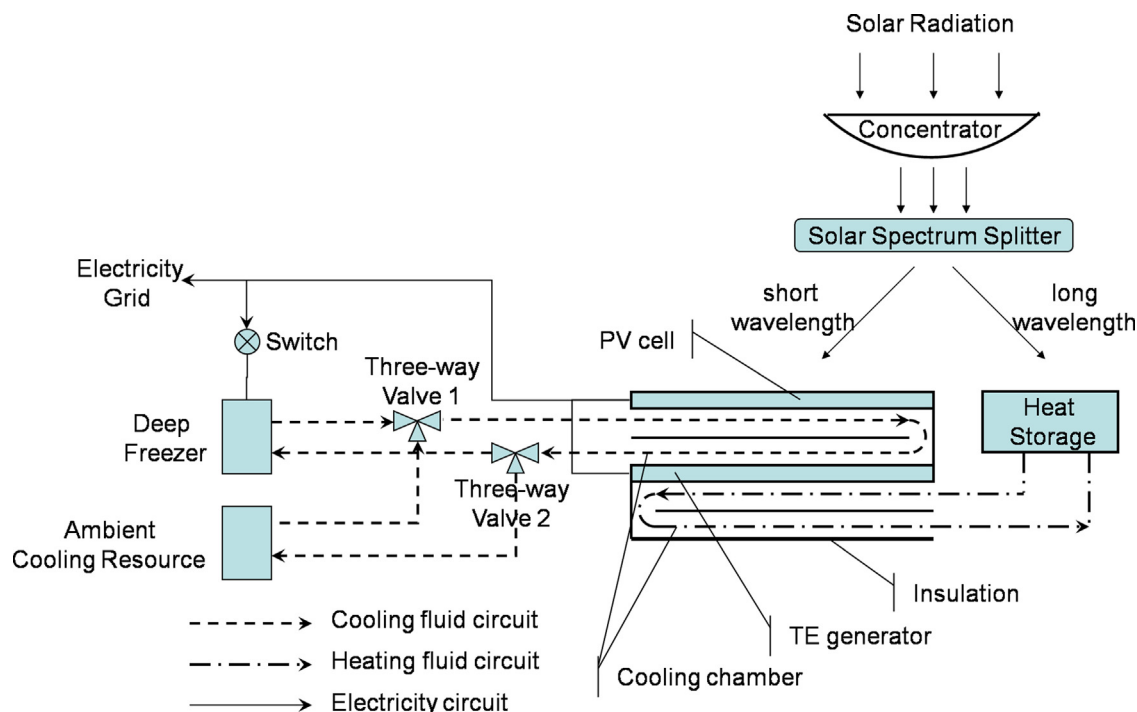 Solar Radiation
Concentrator
Solar Spectrum Splitter
Electricity
Grid
short
wavelength
long
wavelength
Switch
PV cell
Three-way
Valve 1
Deep
Freezer
Heat
Storage
Three-way
Valve 2
Ambient
Cooling Resource
Insulation
TE generator
Cooling chamber
Cooling fluid circuit
Heating fluid circuit
Electricity circuit